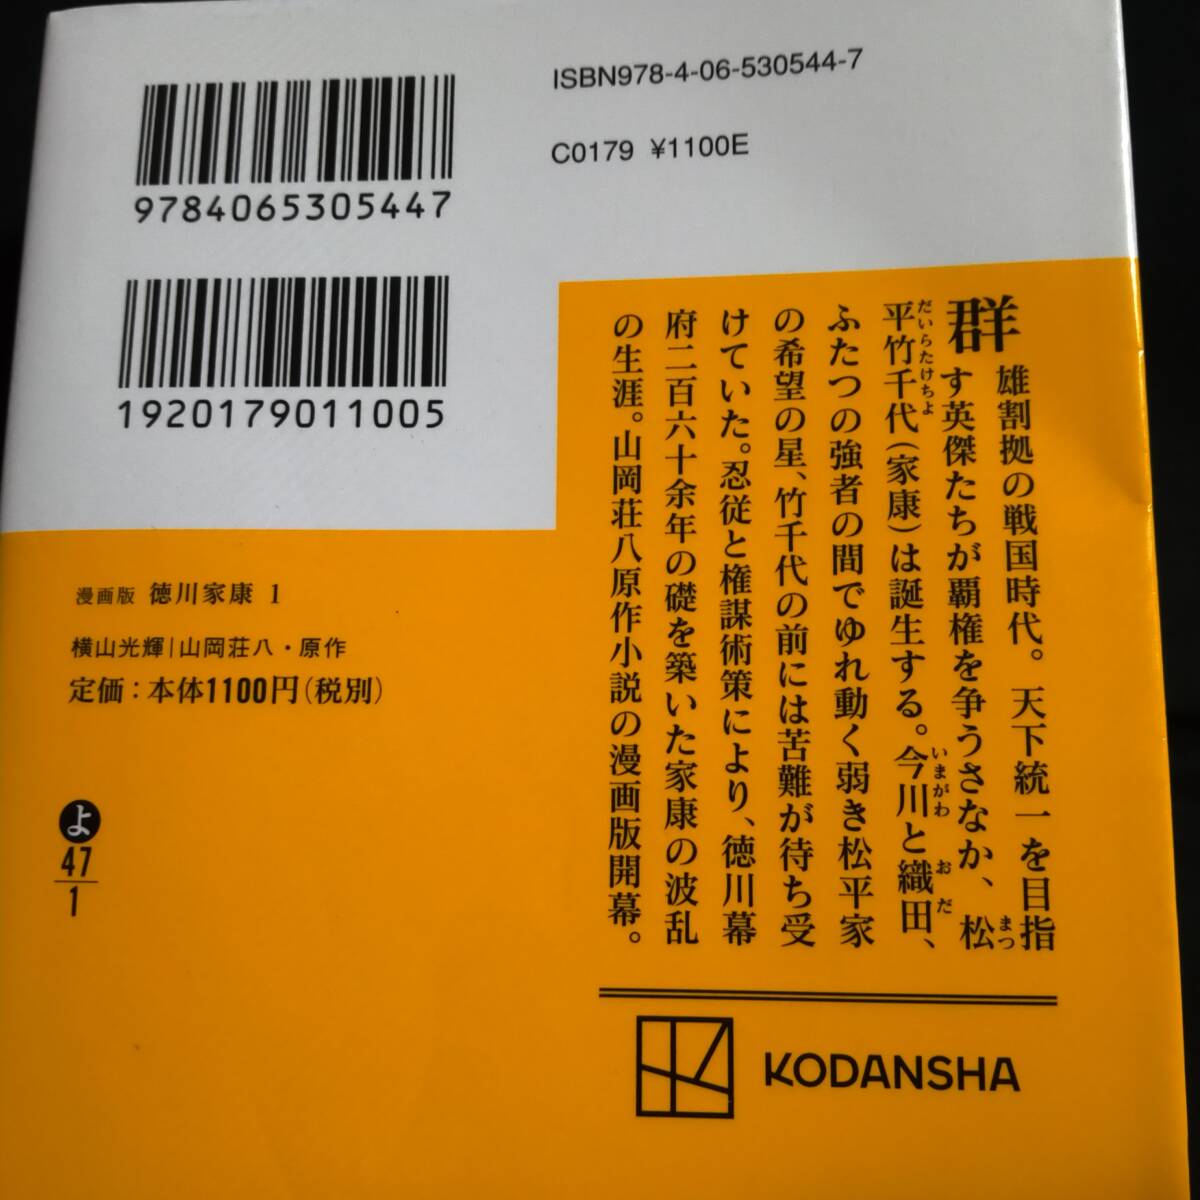 ISBN978-4-06-530544-7
C0179 ¥1100E
9784065305447
1920179011005
群雄割拠の戦国時代。天下統一を目指
す英傑たちが覇権を争うさなか、松
平竹千代(家康)は誕生する。今川と織田、
ふたつの強者の間でゆれ動く弱き松平家
の希望の星、竹千代の前には苦難が待ち受
けていた。忍従と権謀術策により、徳川幕
府二百六十余年の礎を築いた家康の波乱
の生涯。山岡荘八原作小説の漫画版開幕。
まつ
だいらたけちよ
いまがわ
おだ
漫画版 徳川家康 1
横山光輝|山岡荘八・原作
定価:本体1100円(税別)
よ
47
1
KODANSHA